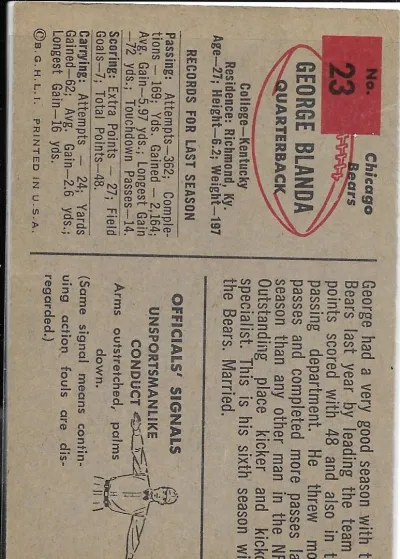 No.
23
Chicago
Bears
GEORGE BLANDA
QUARTERBACK
College—Kentucky
Residence: Richmond, Ky.
Age—27; Height—6.2; Weight—197
RECORDS FOR LAST SEASON
Passing: Attempts—362; Comple-
tions — 169; Yds. Gained — 2,164;
Avg. Gain—5.97 yds.; Longest Gain
—72 yds.; Touchdown Passes—14.
Scoring: Extra Points — 27; Field
Goals—7; Total Points—48.
Carrying: Attempts — 24; Yards
Gained—62; Avg. Gain—2.6 yds.;
Longest Gain—16 yds.
©B.G.H.L.I. PRINTED IN U.S.A.
George had a very good season with
Bears last year by leading the team
points scored with 48 and also in
passing department. He threw mo
passes and completed more passes la
season than any other man in the
Outstanding place kicker and kicko
specialist. This is his sixth season wi
the Bears. Married.
OFFICIALS' SIGNALS
UNSPORTSMANLIKE
CONDUCT
Arms outstretched, palms
down.
(Same signal means contin-
uing action fouls are dis-
regarded.)